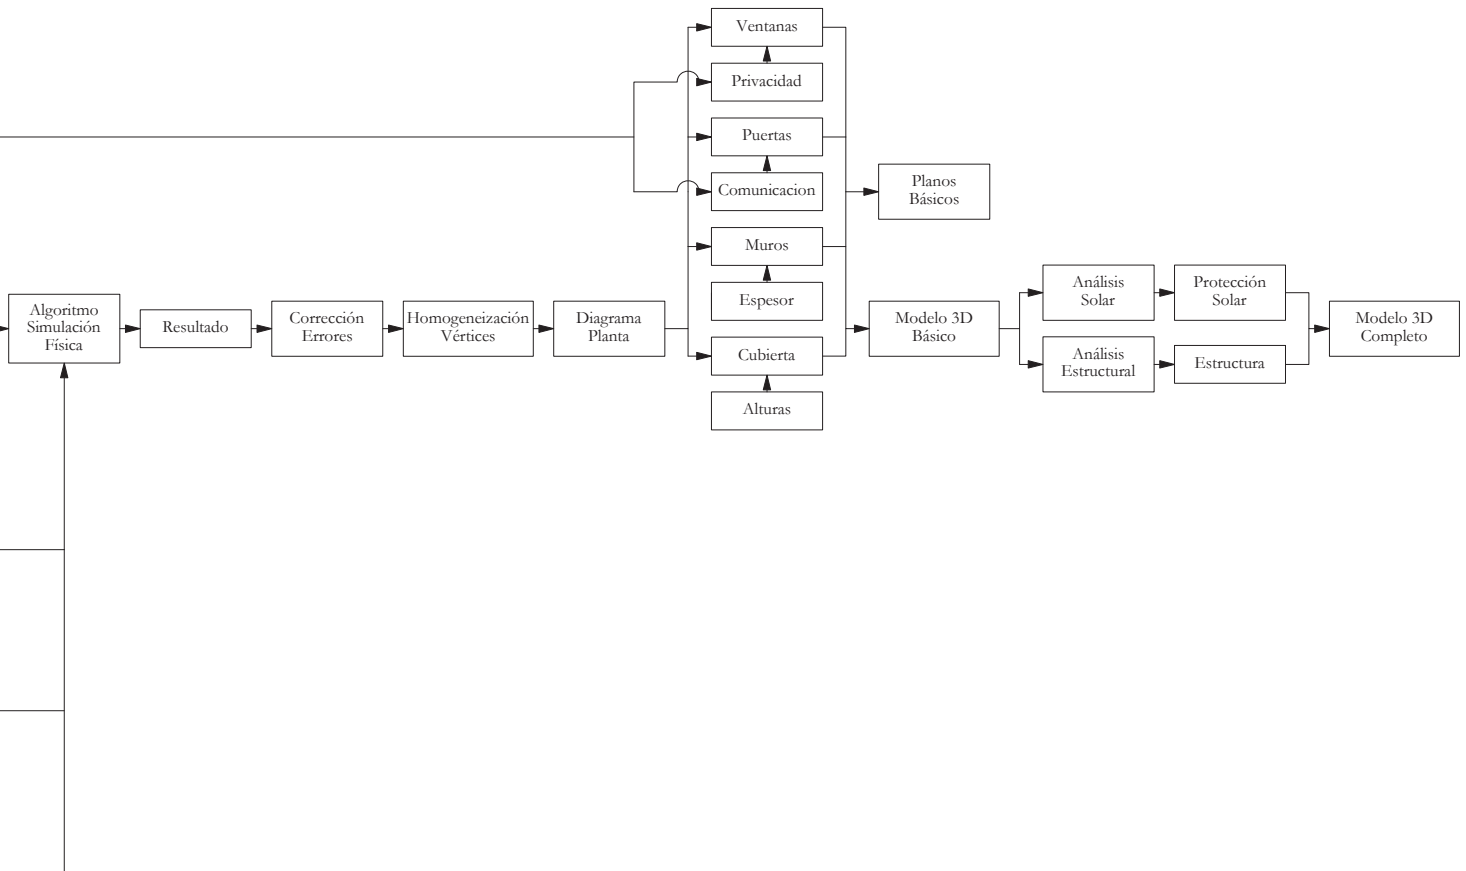 Ventanas
Privacidad
Puertas
Comunicacion
Muros
Espesor
Cubierta
Alturas
Planos
Básicos
Algoritmo
Simulación
Física
Resultado
Corrección
Errores
Homogeneización
Vértices
Diagrama
Planta
Modelo 3D
Básico
Análisis
Solar
Protección
Solar
Análisis
Estructural
Estructura
Modelo 3D
Completo